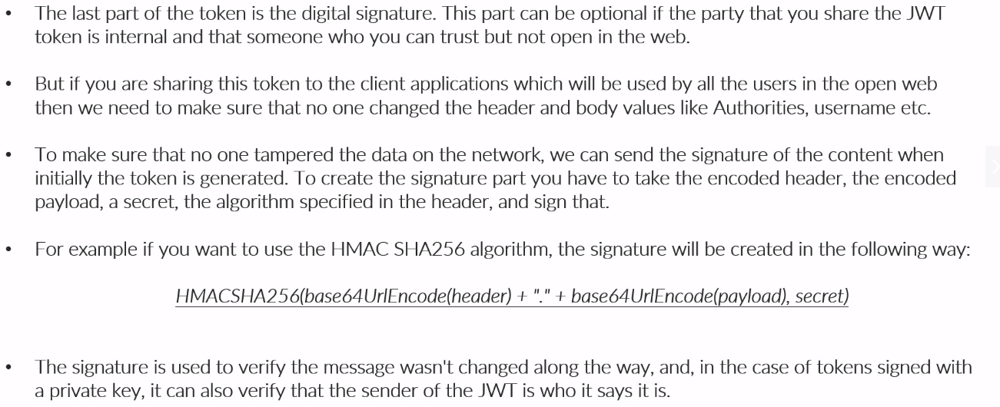 • The last part of the token is the digital signature. This part can be optional if the party that you share the JWT
token is internal and that someone who you can trust but not open in the web.
• But if you are sharing this token to the client applications which will be used by all the users in the open web
then we need to make sure that no one changed the header and body values like Authorities, username etc.
• To make sure that no one tampered the data on the network, we can send the signature of the content when
initially the token is generated. To create the signature part you have to take the encoded header, the encoded
payload, a secret, the algorithm specified in the header, and sign that.
• For example if you want to use the HMAC SHA256 algorithm, the signature will be created in the following way:
HMACSHA256(base64UrlEncode(header) + "." + base64UrlEncode(payload), secret)
• The signature is used to verify the message wasn't changed along the way, and, in the case of tokens signed with
a private key, it can also verify that the sender of the JWT is who it says it is.